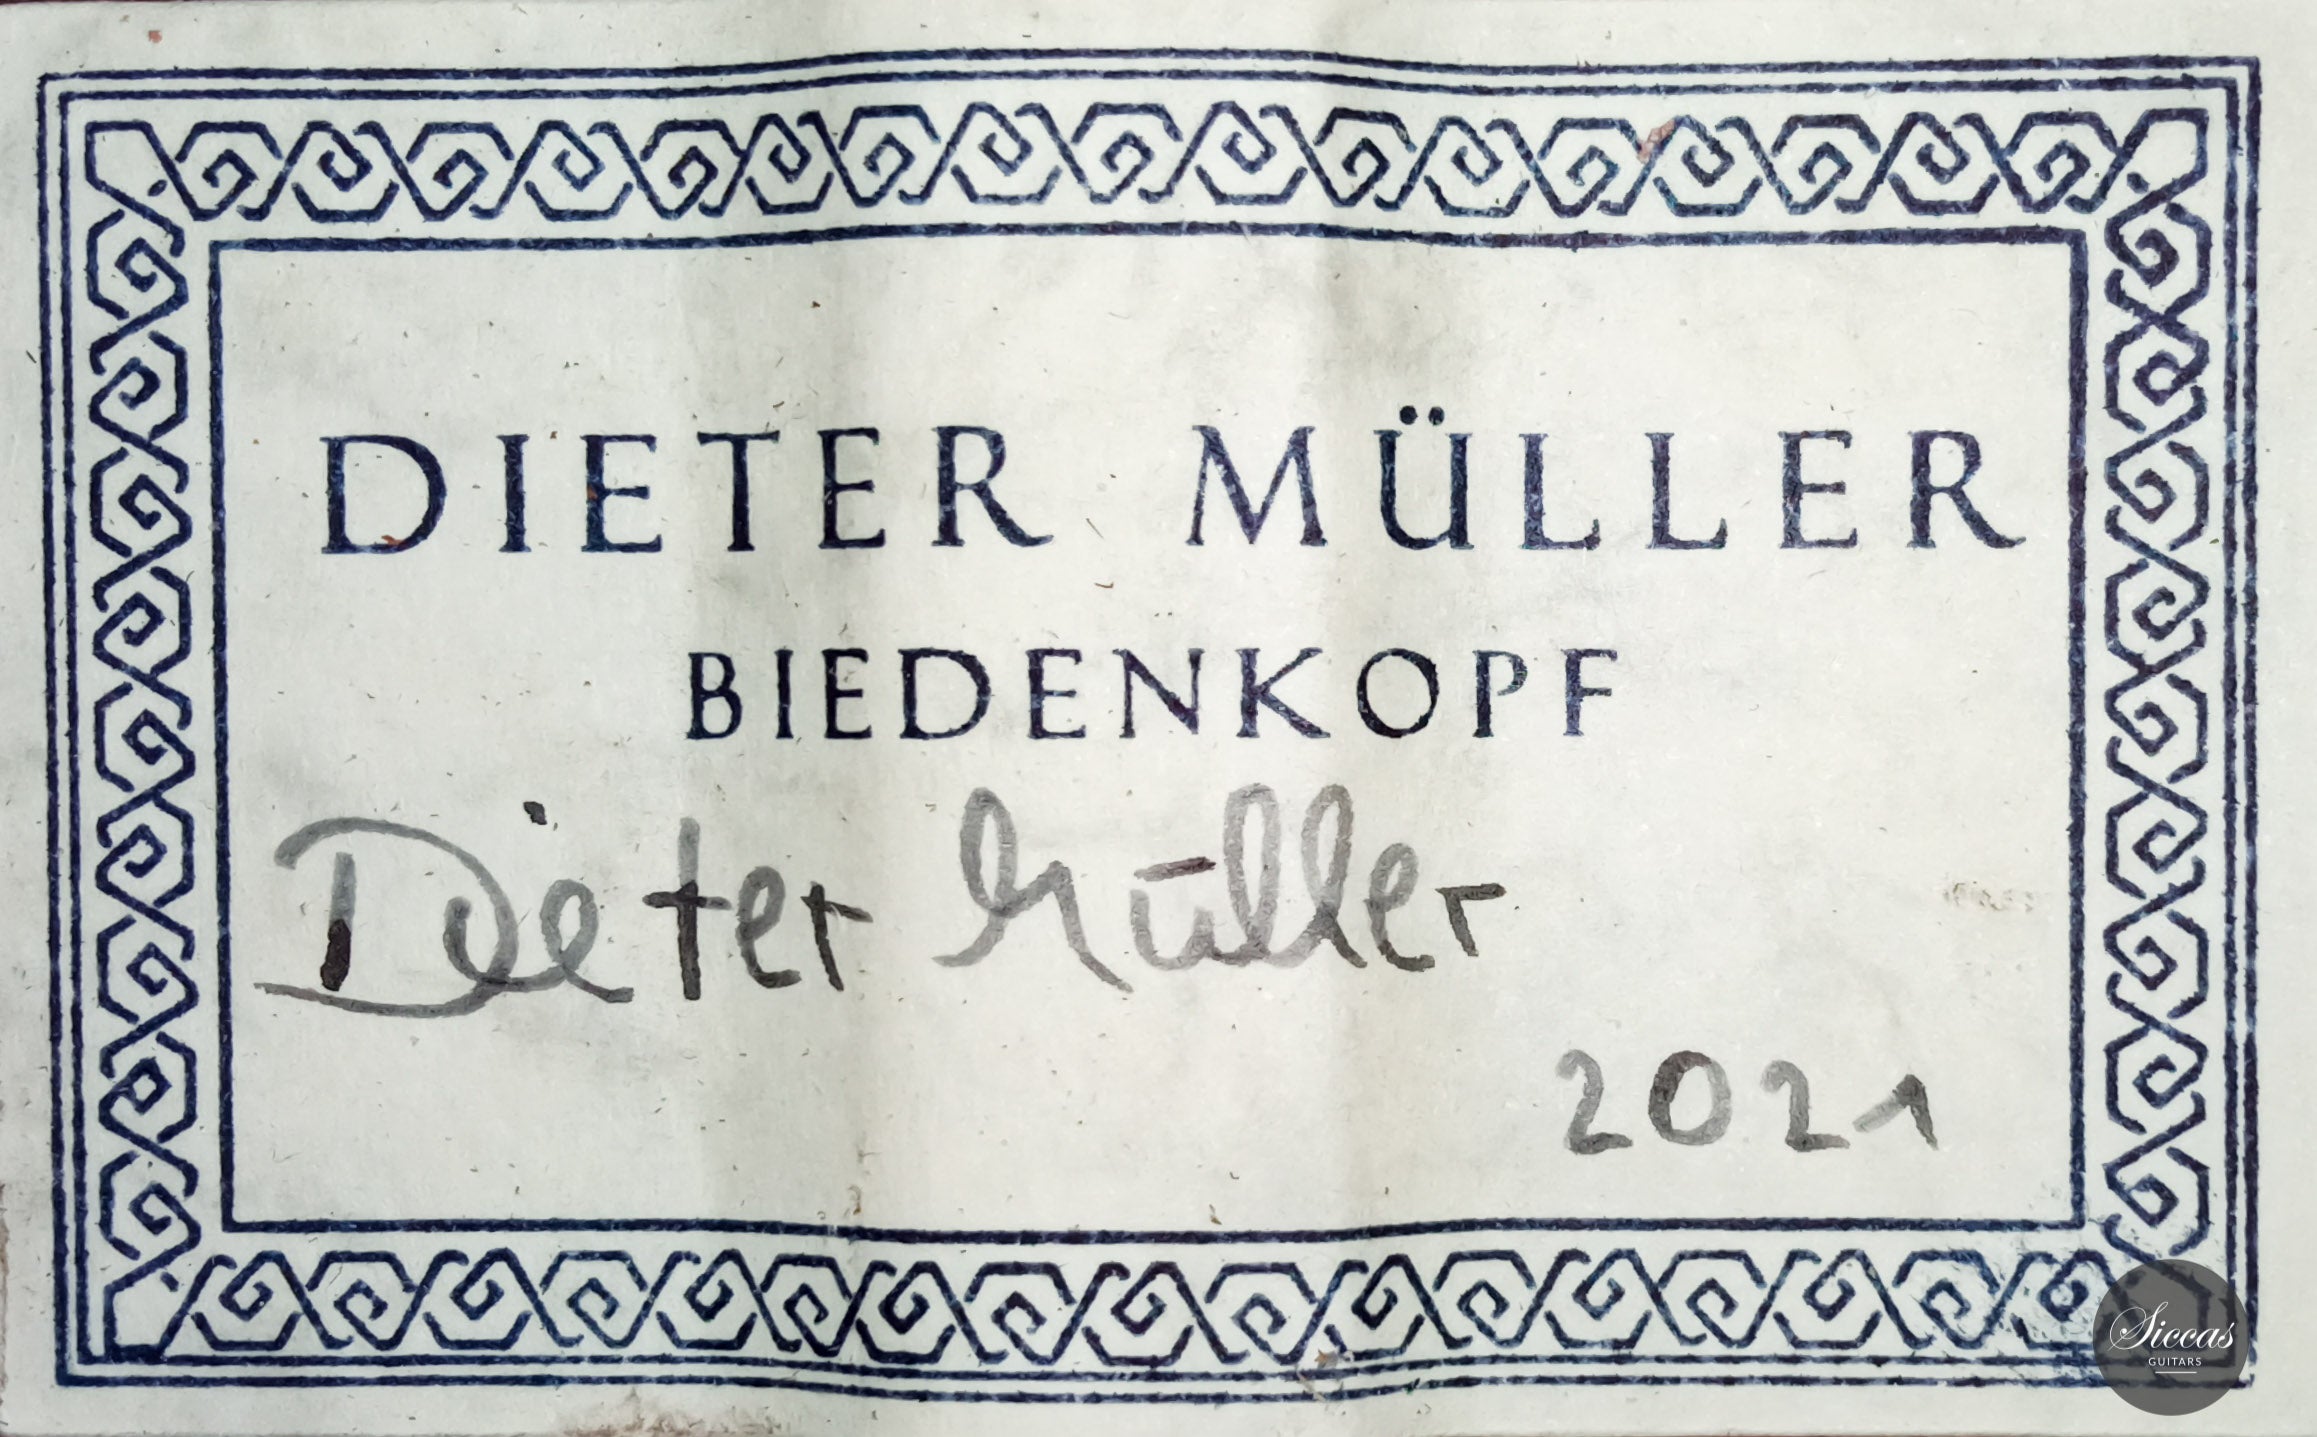 DIETER MÜLLER
BIEDENKOPF
Dieter Müller
2021
Siccas
GUITARS